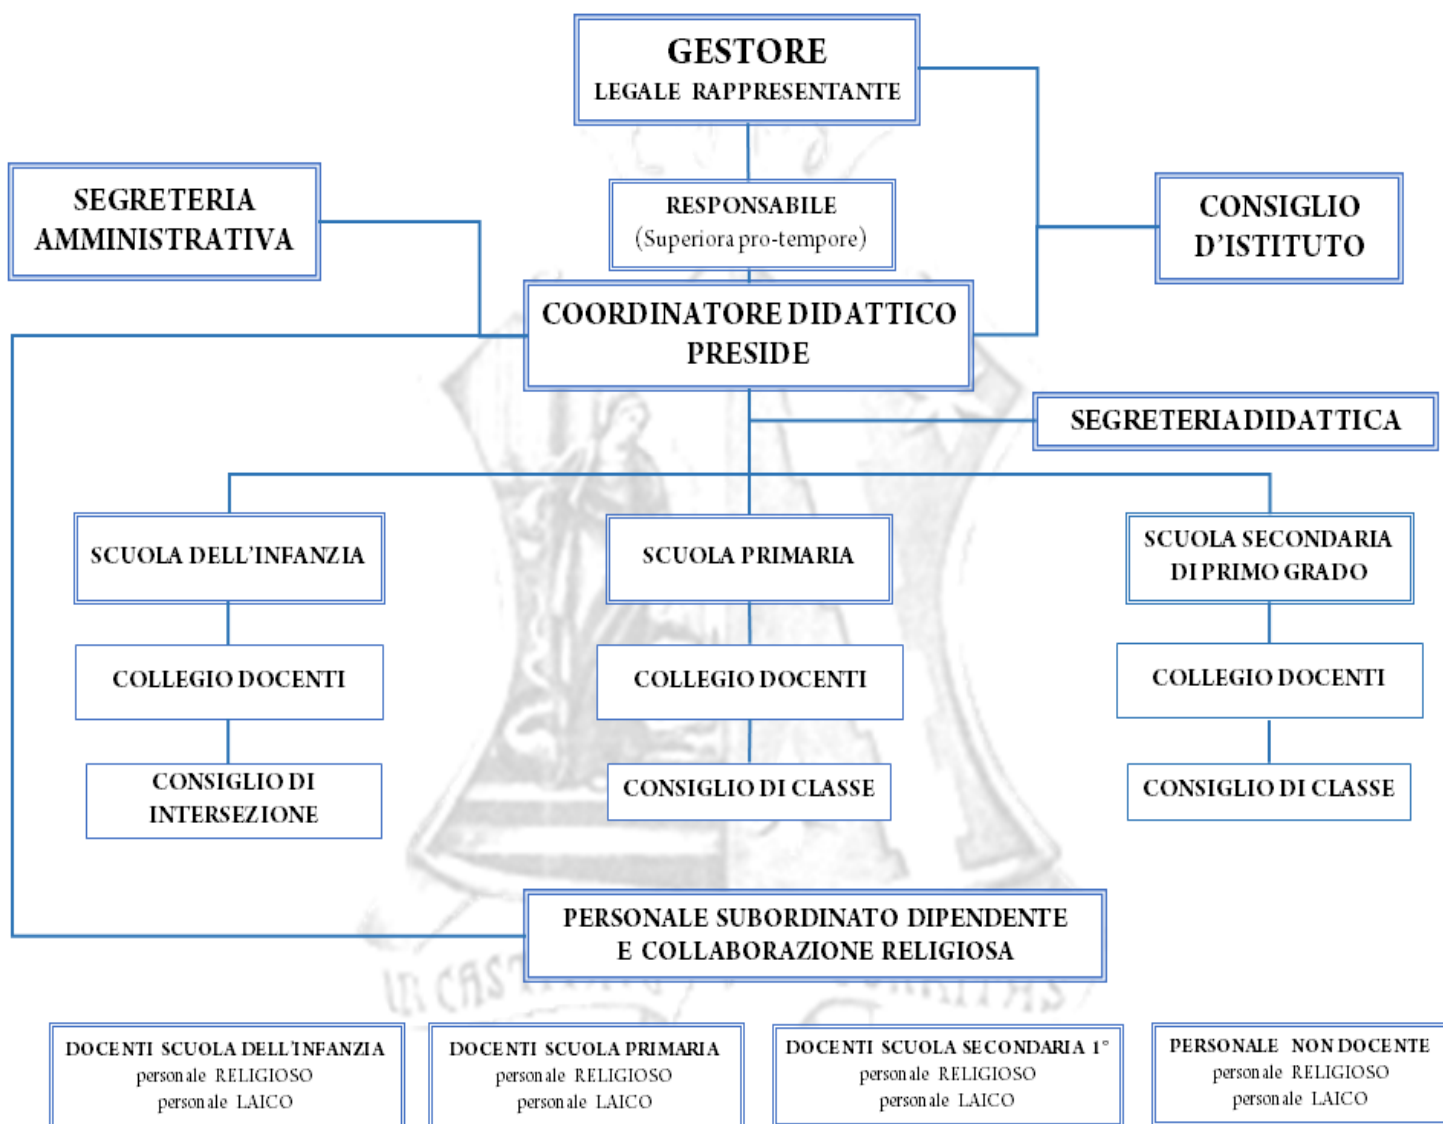 GESTORE
LEGALE RAPPRESENTANTE
SEGRETERIA
AMMINISTRATIVA
RESPONSABILE
(Superiora pro-tempore)
CONSIGLIO
D'ISTITUTO
COORDINATORE DIDATTICO
PRESIDE
SEGRETERIA DIDATTICA
SCUOLA DELL'INFANZIA
SCUOLA PRIMARIA
SCUOLA SECONDARIA
DI PRIMO GRADO
COLLEGIO DOCENTI
COLLEGIO DOCENTI
COLLEGIO DOCENTI
CONSIGLIO DI
INTERSEZIONE
CONSIGLIO DI CLASSE
CONSIGLIO DI CLASSE
PERSONALE SUBORDINATO DIPENDENTE
E COLLABORAZIONE RELIGIOSA
DOCENTI SCUOLA DELL'INFANZIA
personale RELIGIOSO
personale LAICO
DOCENTI SCUOLA PRIMARIA
personale RELIGIOSO
personale LAICO
DOCENTI SCUOLA SECONDARIA 1°
personale RELIGIOSO
personale LAICO
PERSONALE NON DOCENTE
personale RELIGIOSO
personale LAICO